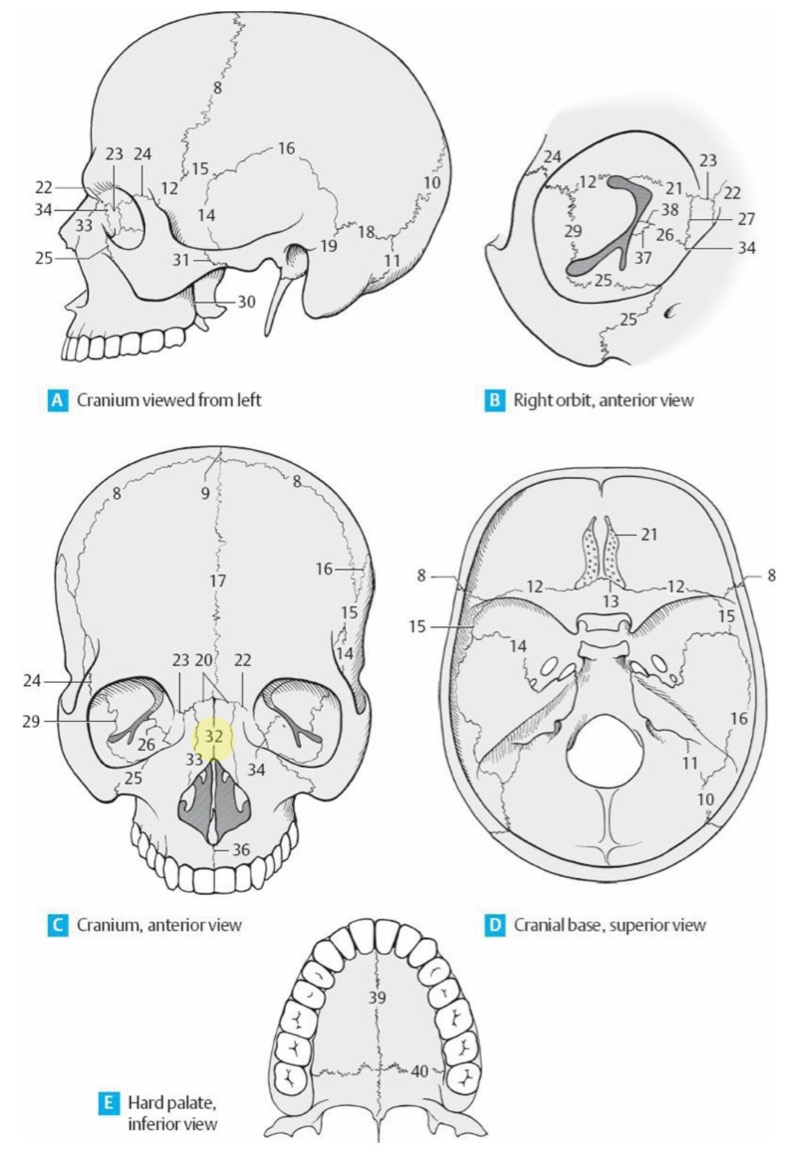 8
23 24 15 16
22 12 10
34
33 14
18
19
25 31 11
30
A Cranium viewed from left
24 23
12 21 22
38
29 26 27
37 34
25
25
B Right orbit, anterior view
8 9 8
17 16
15
14
24 23 20 22
29 26 32
33 34
25
36
C Cranium, anterior view
21
8 12 12 8
13
15 15
14
16
11
10
D Cranial base, superior view
39
40
E Hard palate,
inferior view